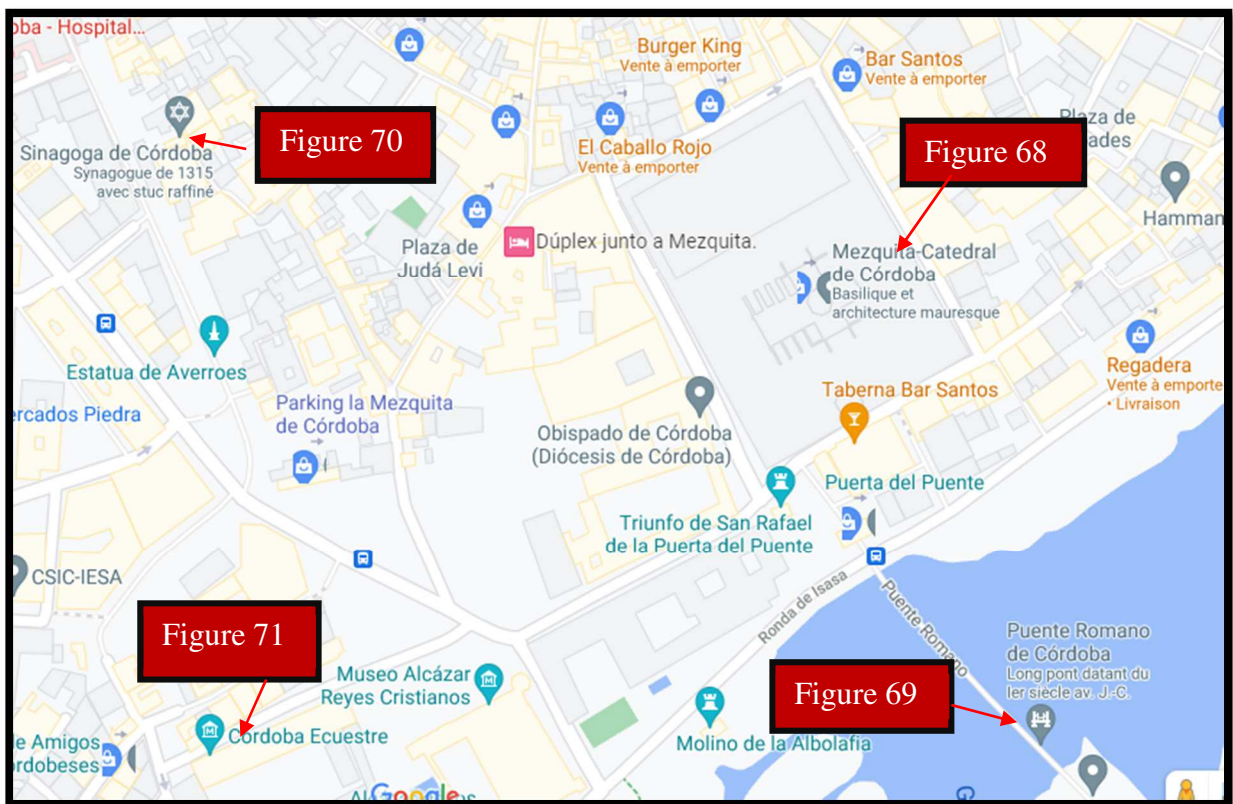 oba - Hospital...
Burger King
Vente à emporter
Bar Santos
Vente à emporter
Figure 70
El Caballo Rojo
Vente à emporter
Plaza de
ades
Figure 68
Sinagoga de Córdoba
Synagogue de 1315
avec stuc raffiné
Hamman
Plaza de
Judá Levi
Dúplex junto a Mezquita.
Mezquita-Catedral
de Córdoba
Basilique et
architecture mauresque
Estatua de Averroes
Regadera
Vente à emporte
• Livraison
ercados Piedra
Parking la Mezquita
de Córdoba
Taberna Bar Santos
Obispado de Córdoba
(Diócesis de Córdoba)
Puerta del Puente
Triunfo de San Rafael
de la Puerta del Puente
CSIC-IESA
Ronda de Isasa
Puente Romano
Figure 71
Puente Romano
de Córdoba
Long pont datant du
Ier siècle av. J.-C.
Museo Alcázar
Reyes Cristianos
Figure 69
Córdoba Ecuestre
Molino de la Albolafia
e Amigos
rdobeses
Google